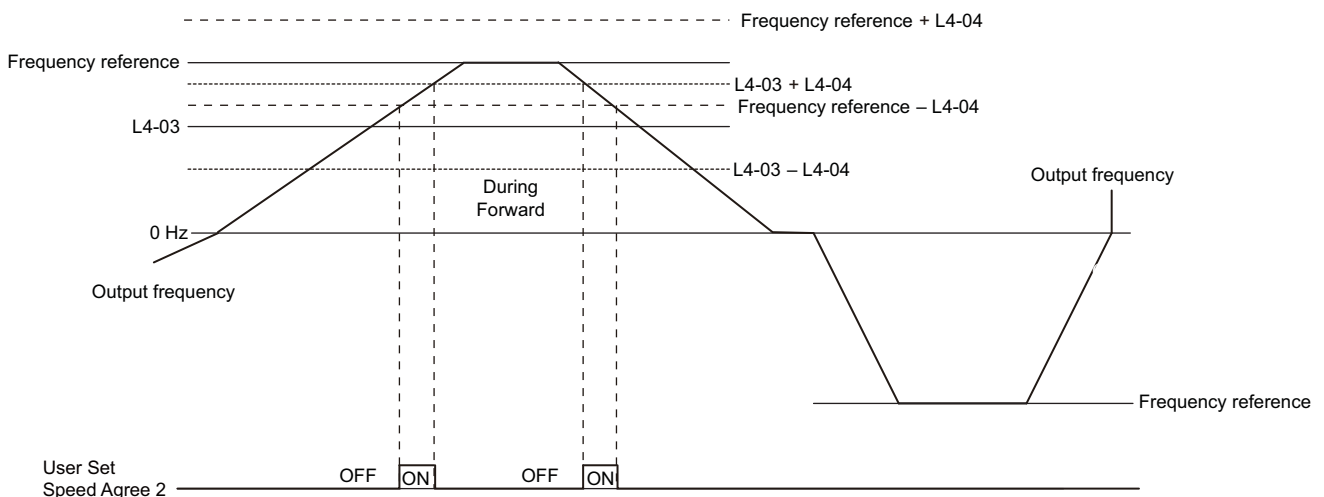 Frequency reference + L4-04
Frequency reference
L4-03 + L4-04
Frequency reference – L4-04
L4-03
L4-03 – L4-04
During
Forward
Output frequency
0 Hz
Output frequency
Frequency reference
User Set
Speed Agree 2
OFF
ON
OFF
ON